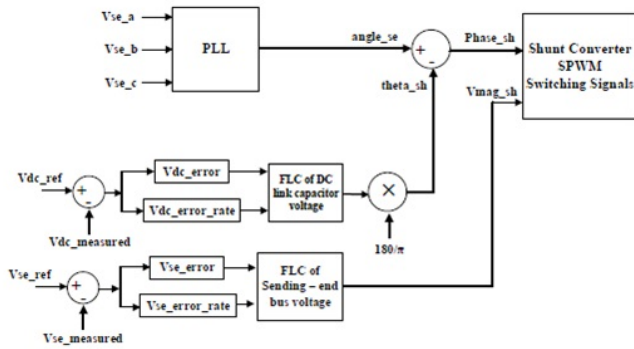 Vse_a
Vse_b
Vse_c
PLL
angle_se
+
-
Phase_sh
theta_sh
Vmag_sh
Shunt Converter
SPWM
Switching Signals
Vdc_ref
+
-
Vdc_measured
Vdc_error
Vdc_error_rate
FLC of DC
link capacitor
voltage
×
180/π
Vse_ref
+
-
Vse_measured
Vse_error
Vse_error_rate
FLC of
Sending – end
bus voltage